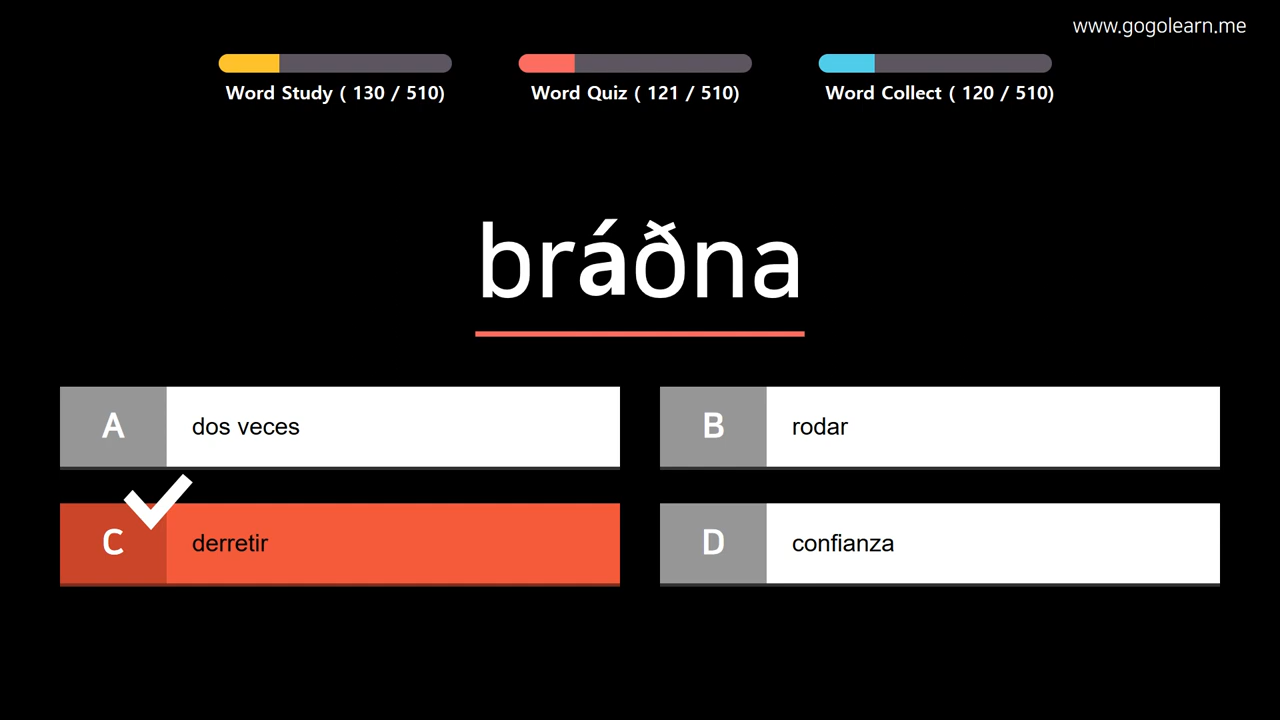 www.gogolearn.me
Word Study ( 130 / 510)
Word Quiz ( 121 / 510)
Word Collect ( 120 / 510)
bráðna
A dos veces
B rodar
C derretir
D confianza